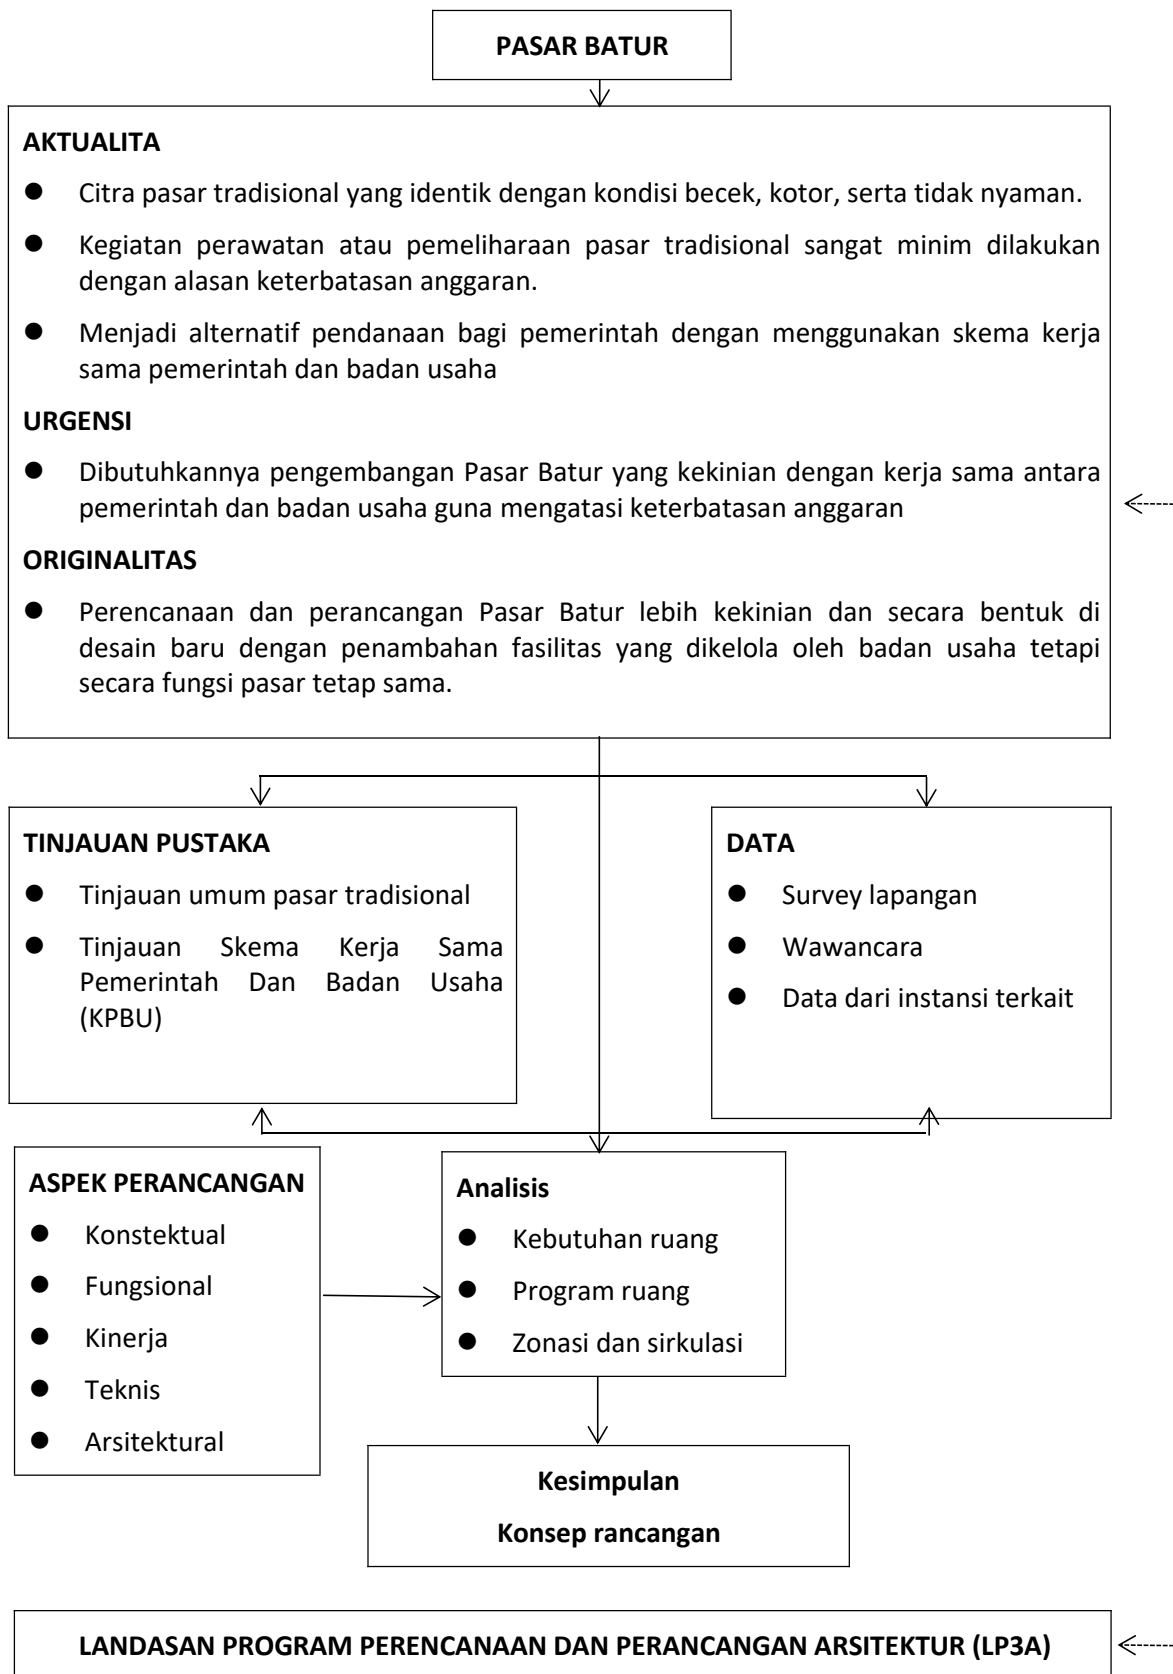 PASAR BATUR
AKTUALITA
● Citra pasar tradisional yang identik dengan kondisi becek, kotor, serta tidak nyaman.
● Kegiatan perawatan atau pemeliharaan pasar tradisional sangat minim dilakukan
dengan alasan keterbatasan anggaran.
● Menjadi alternatif pendanaan bagi pemerintah dengan menggunakan skema kerja
sama pemerintah dan badan usaha
URGENSI
● Dibutuhkannya pengembangan Pasar Batur yang kekinian dengan kerja sama antara
pemerintah dan badan usaha guna mengatasi keterbatasan anggaran
ORIGINALITAS
● Perencanaan dan perancangan Pasar Batur lebih kekinian dan secara bentuk di
desain baru dengan penambahan fasilitas yang dikelola oleh badan usaha tetapi
secara fungsi pasar tetap sama.
TINJAUAN PUSTAKA
● Tinjauan umum pasar tradisional
● Tinjauan Skema Kerja Sama
Pemerintah Dan Badan Usaha
(KPBU)
DATA
● Survey lapangan
● Wawancara
● Data dari instansi terkait
ASPEK PERANCANGAN
● Konstektual
● Fungsional
● Kinerja
● Teknis
● Arsitektural
Analisis
● Kebutuhan ruang
● Program ruang
● Zonasi dan sirkulasi
Kesimpulan
Konsep rancangan
LANDASAN PROGRAM PERENCANAAN DAN PERANCANGAN ARSITEKTUR (LP3A)